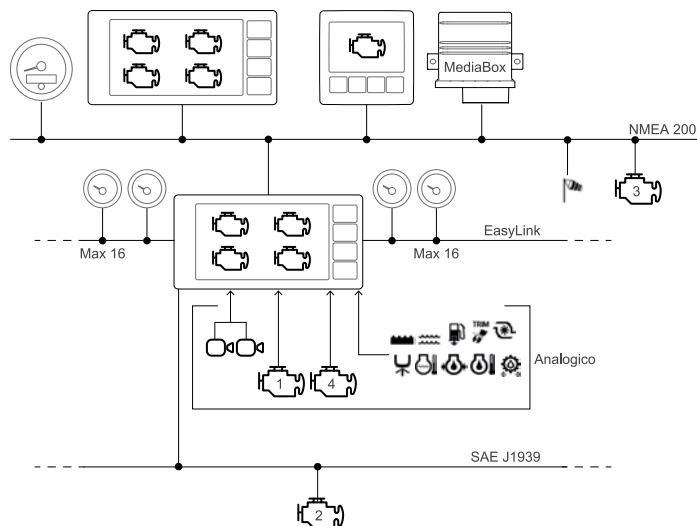 MediaBox
NMEA 200
3
Max 16
Max 16
EasyLink
TRIM
1
4
Analogico
SAE J1939
2